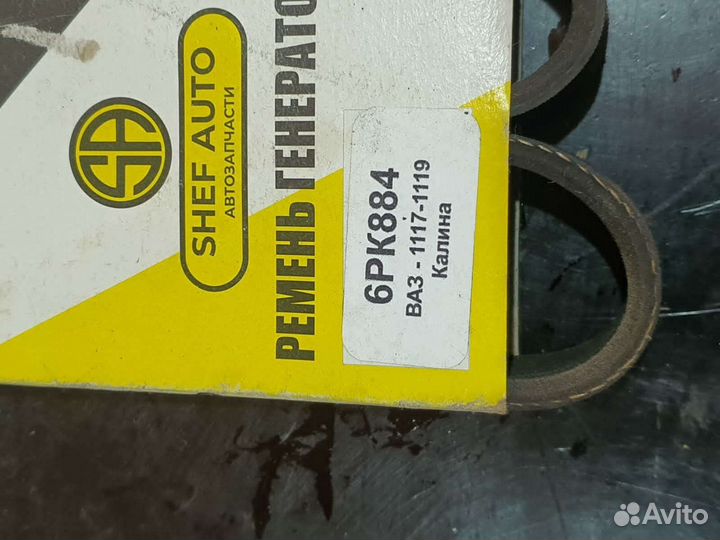 SA
SHEF AUTO
АВТОЗАПЧАСТИ
РЕМЕНЬ ГЕНЕРАТО
6PK884
ВАЗ - 1117-1119
Калина
Avito